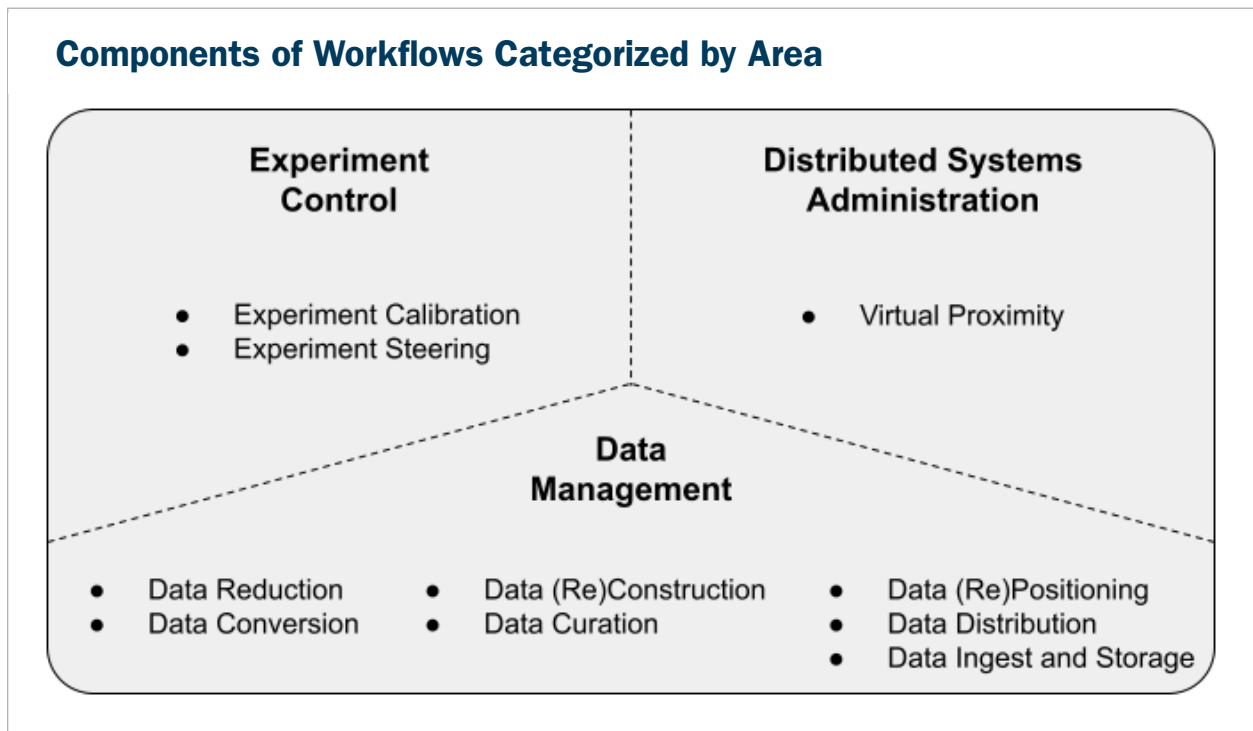 Components of Workflows Categorized by Area
Experiment
Control
● Experiment Calibration
● Experiment Steering
Distributed Systems
Administration
● Virtual Proximity
Data
Management
● Data Reduction
● Data Conversion
● Data (Re)Construction
● Data Curation
● Data (Re)Positioning
● Data Distribution
● Data Ingest and Storage